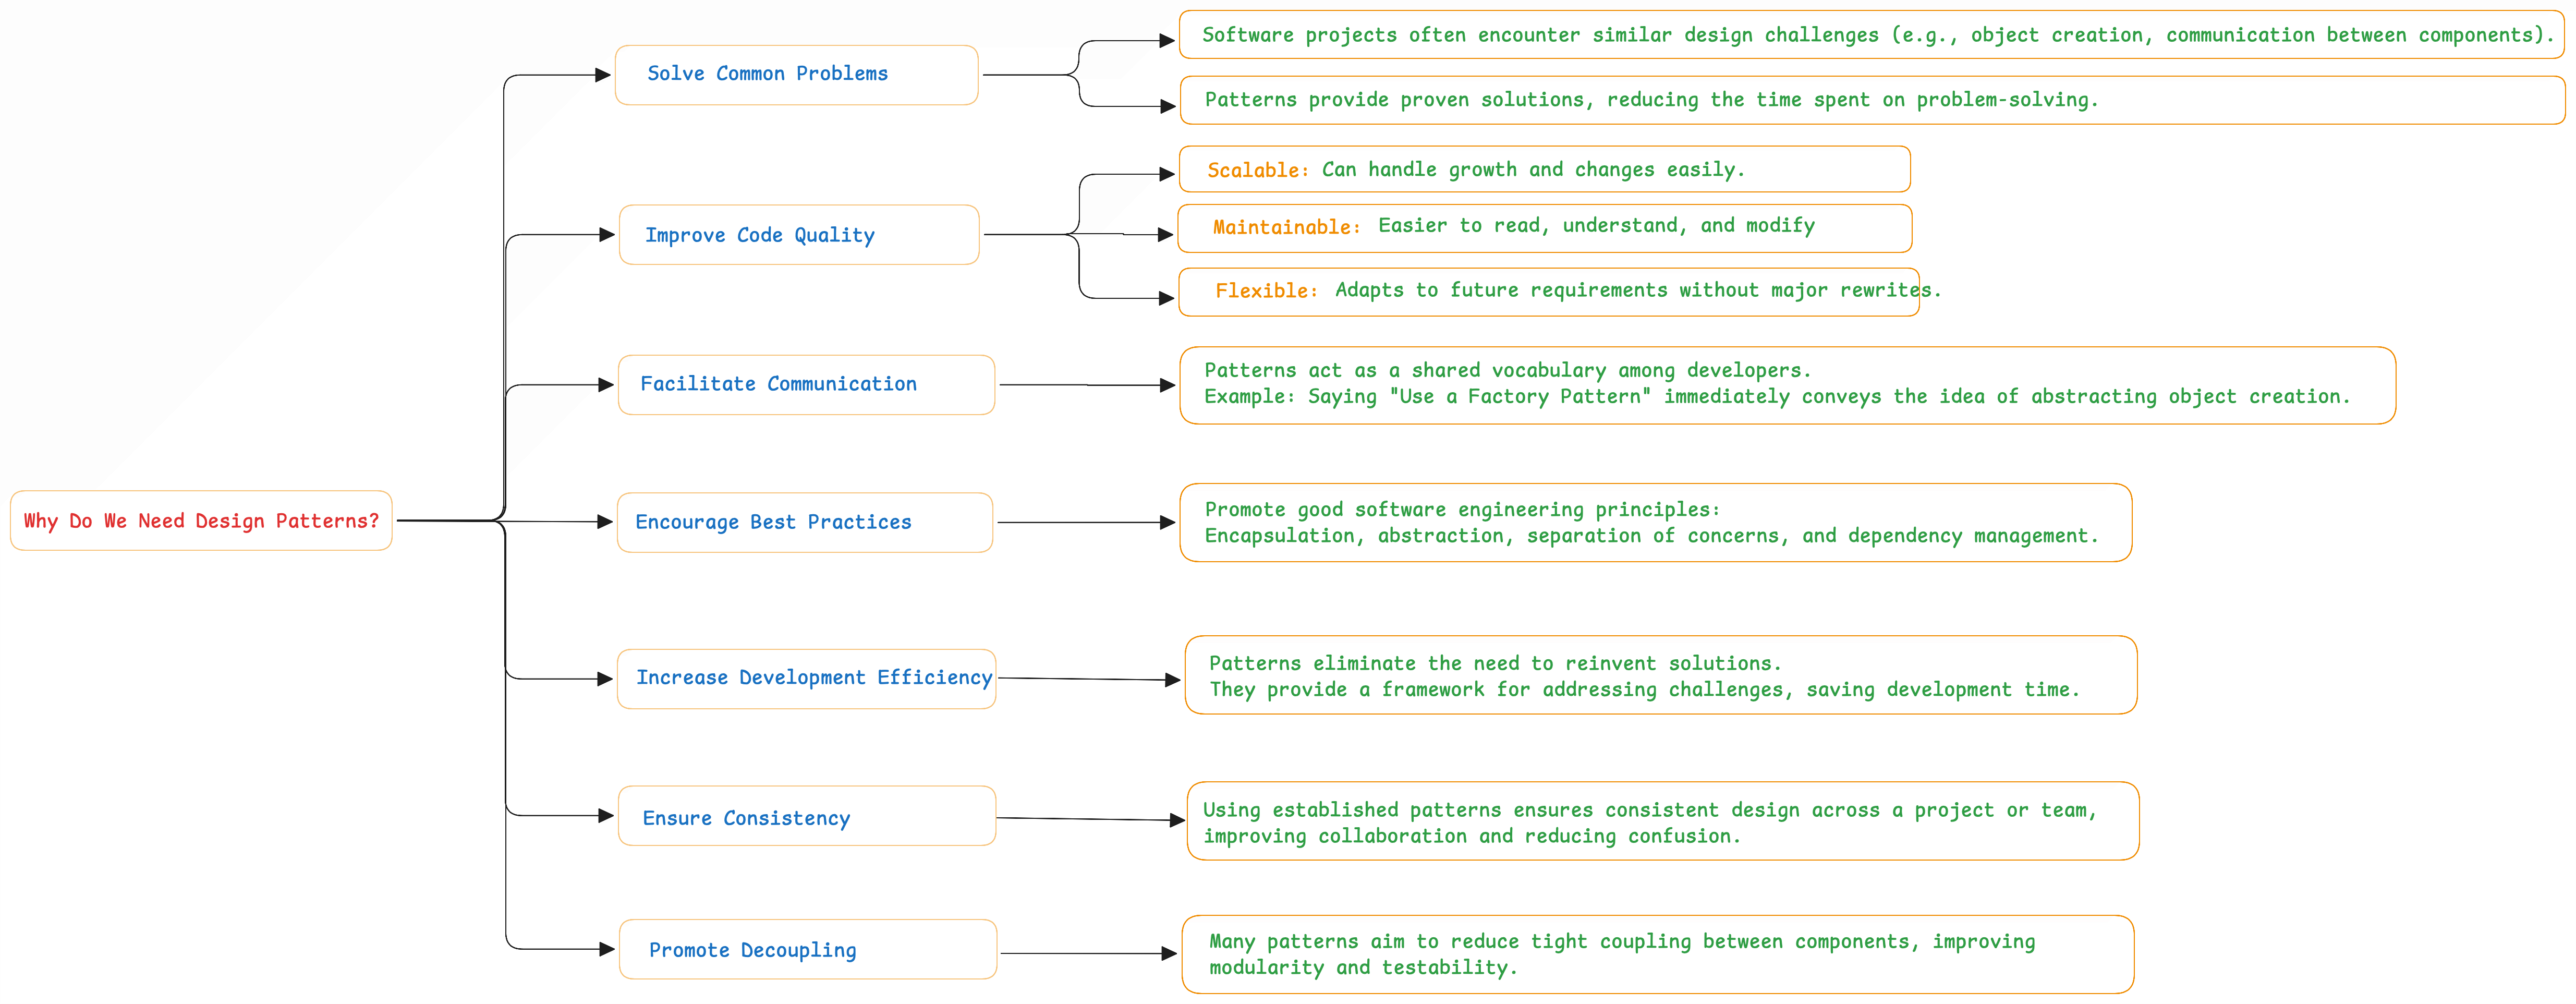 Why Do We Need Design Patterns?
Solve Common Problems
Software projects often encounter similar design challenges (e.g., object creation, communication between components).
Patterns provide proven solutions, reducing the time spent on problem-solving.
Improve Code Quality
Scalable: Can handle growth and changes easily.
Maintainable: Easier to read, understand, and modify
Flexible: Adapts to future requirements without major rewrites.
Facilitate Communication
Patterns act as a shared vocabulary among developers.
Example: Saying "Use a Factory Pattern" immediately conveys the idea of abstracting object creation.
Encourage Best Practices
Promote good software engineering principles:
Encapsulation, abstraction, separation of concerns, and dependency management.
Increase Development Efficiency
Patterns eliminate the need to reinvent solutions.
They provide a framework for addressing challenges, saving development time.
Ensure Consistency
Using established patterns ensures consistent design across a project or team,
improving collaboration and reducing confusion.
Promote Decoupling
Many patterns aim to reduce tight coupling between components, improving
modularity and testability.